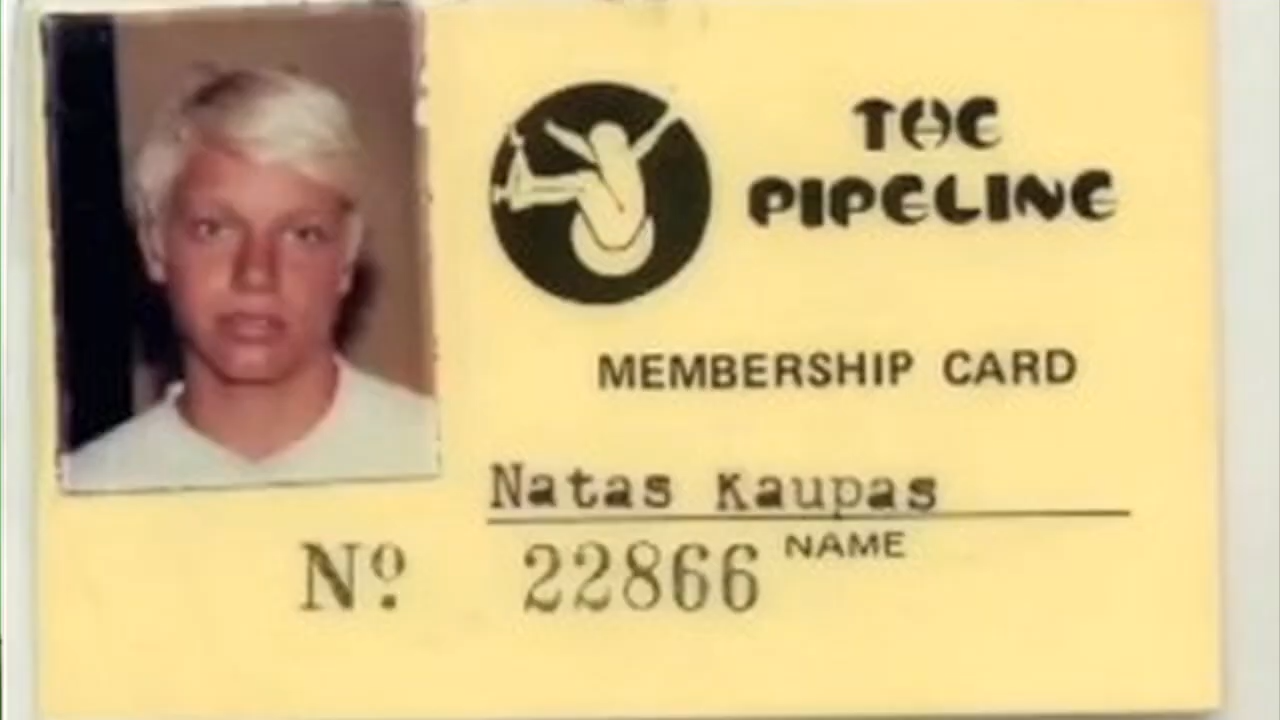 THE
PIPELINE
MEMBERSHIP CARD
Natas Kaupas
NAME
Nº 22866